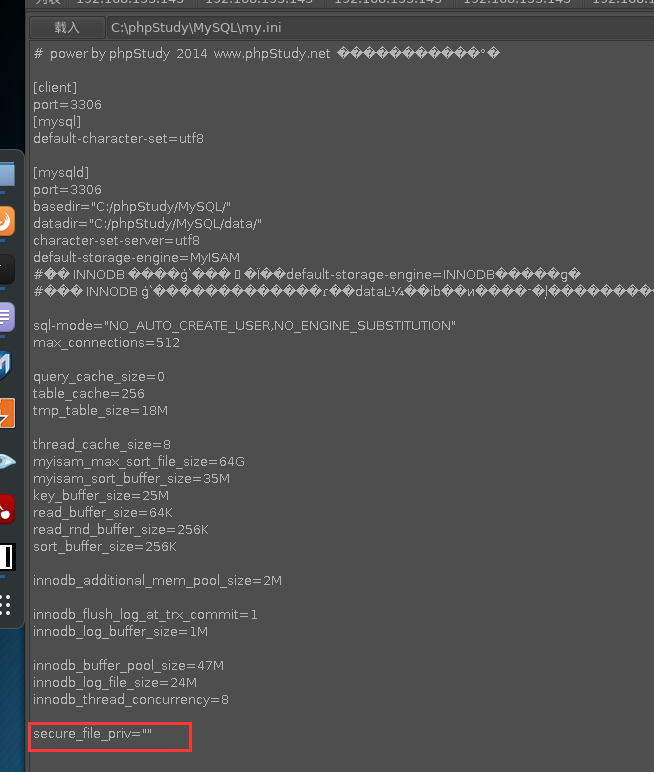 载入 C:\phpStudy\MySQL\my.ini
# power by phpStudy 2014 www.phpStudy.net
[client]
port=3306
[mysql]
default-character-set=utf8
[mysqld]
port=3306
basedir="C:/phpStudy/MySQL/"
datadir="C:/phpStudy/MySQL/data/"
character-set-server=utf8
default-storage-engine=MyISAM
INNODB default-storage-engine=INNODB
INNODB
sql-mode="NO_AUTO_CREATE_USER,NO_ENGINE_SUBSTITUTION"
max_connections=512
query_cache_size=0
table_cache=256
tmp_table_size=18M
thread_cache_size=8
myisam_max_sort_file_size=64G
myisam_sort_buffer_size=35M
key_buffer_size=25M
read_buffer_size=64K
read_rnd_buffer_size=256K
sort_buffer_size=256K
innodb_additional_mem_pool_size=2M
innodb_flush_log_at_trx_commit=1
innodb_log_buffer_size=1M
innodb_buffer_pool_size=47M
innodb_log_file_size=24M
innodb_thread_concurrency=8
secure_file_priv=""